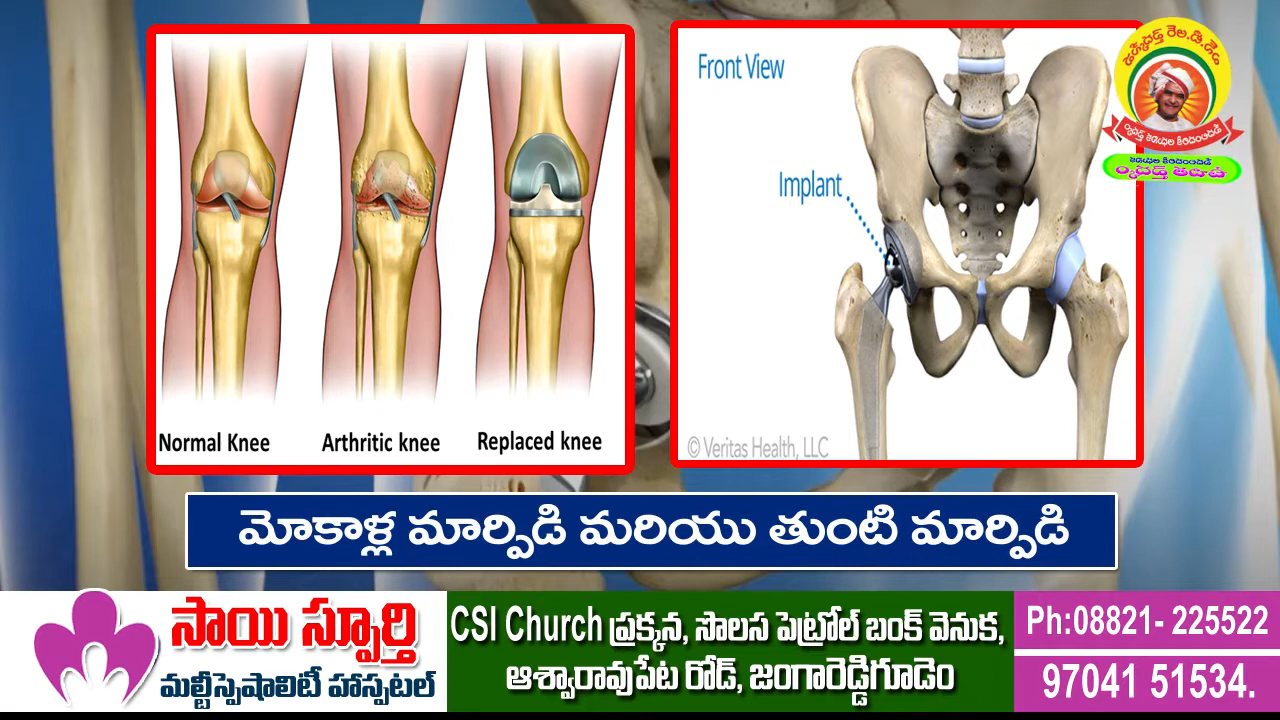 Front View
Implant
© Veritas Health, LLC
Normal Knee
Arthritic knee
Replaced knee
మోకాళ్ల మార్పిడి మరియు తుంటి మార్పిడి
సాయి స్పూర్తి
మల్టీస్పెషాలిటీ హాస్పటల్
CSI Church ప్రక్కన, సొలస పెట్రోల్ బంక్ వెనుక,
ఆశ్వారావుపేట రోడ్, జంగారెడ్డిగూడెం
Ph:08821- 225522
97041 51534.